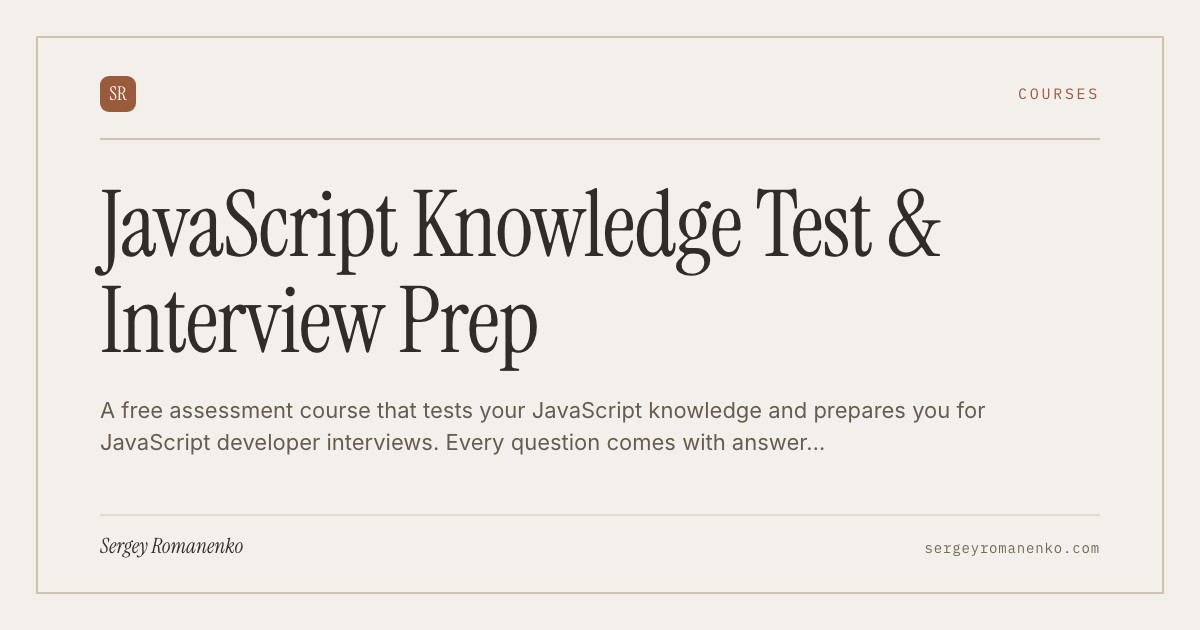 SR
COURSES
JavaScript Knowledge Test &
Interview Prep
A free assessment course that tests your JavaScript knowledge and prepares you for
JavaScript developer interviews. Every question comes with answer...
Sergey Romanenko
sergeyromanenko.com